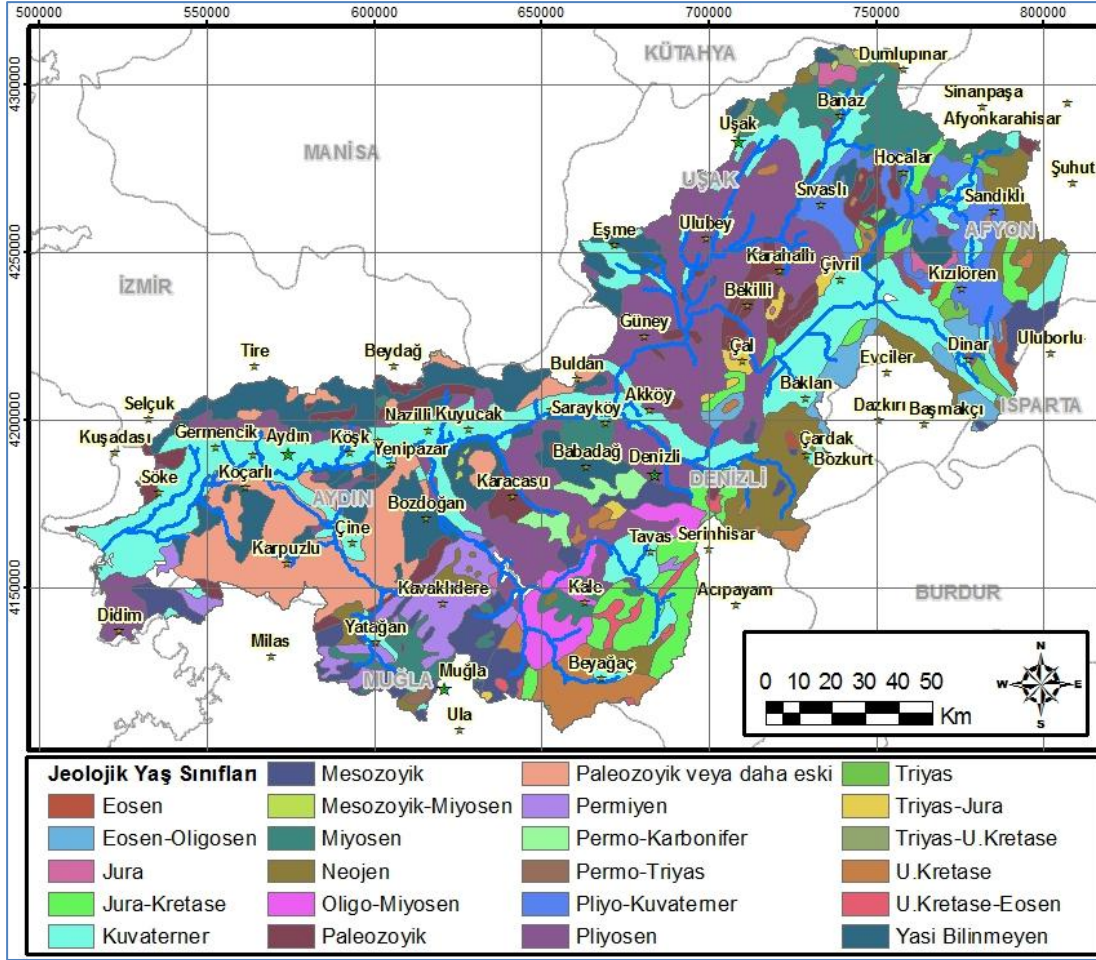 500000 550000 600000 650000 700000 750000 800000
4300000
4250000
4200000
4150000
KÜTAHYA
Dumlupınar
Sinanpaşa
Banaz
Afyonkarahisar
Uşak
MANİSA
Hocalar
Şuhut
UŞAK
Sıvaslı
Sandıklı
Ulubey
AFYON
Eşme
Karahallı
Çivril
Kızılören
İZMİR
Bekilli
Güney
Dinar
Uluborlu
Tire
Beydağ
Buldan
Çal
Evciler
Akköy
Baklan
Selçuk
Nazilli
Kuyucak
Sarayköy
Dazkırı
Başmakçı
ISPARTA
Kuşadası
Germencik
Aydın
Köşk
Yenipazar
Babadağ
Denizli
Çardak
Bozkurt
Söke
Koçarlı
AYDIN
Bozdoğan
Karacasu
DENİZLİ
Çine
Karpuzlu
Tavas
Serinhisar
Kavaklıdere
Kale
Acıpayam
BURDUR
Didim
Milas
Yatağan
Beyağaç
MUĞLA
Muğla
Ula
N
W E
S
0 10 20 30 40 50
Km
Jeolojik Yaş Sınıfları
Eosen
Eosen-Oligosen
Jura
Jura-Kretase
Kuvaterner
Mesozoyik
Mesozoyik-Miyosen
Miyosen
Neojen
Oligo-Miyosen
Paleozoyik
Paleozoyik veya daha eski
Permiyen
Permo-Karbonifer
Permo-Triyas
Pliyo-Kuvaterner
Pliyosen
Triyas
Triyas-Jura
Triyas-U.Kretase
U.Kretase
U.Kretase-Eosen
Yasi Bilinmeyen